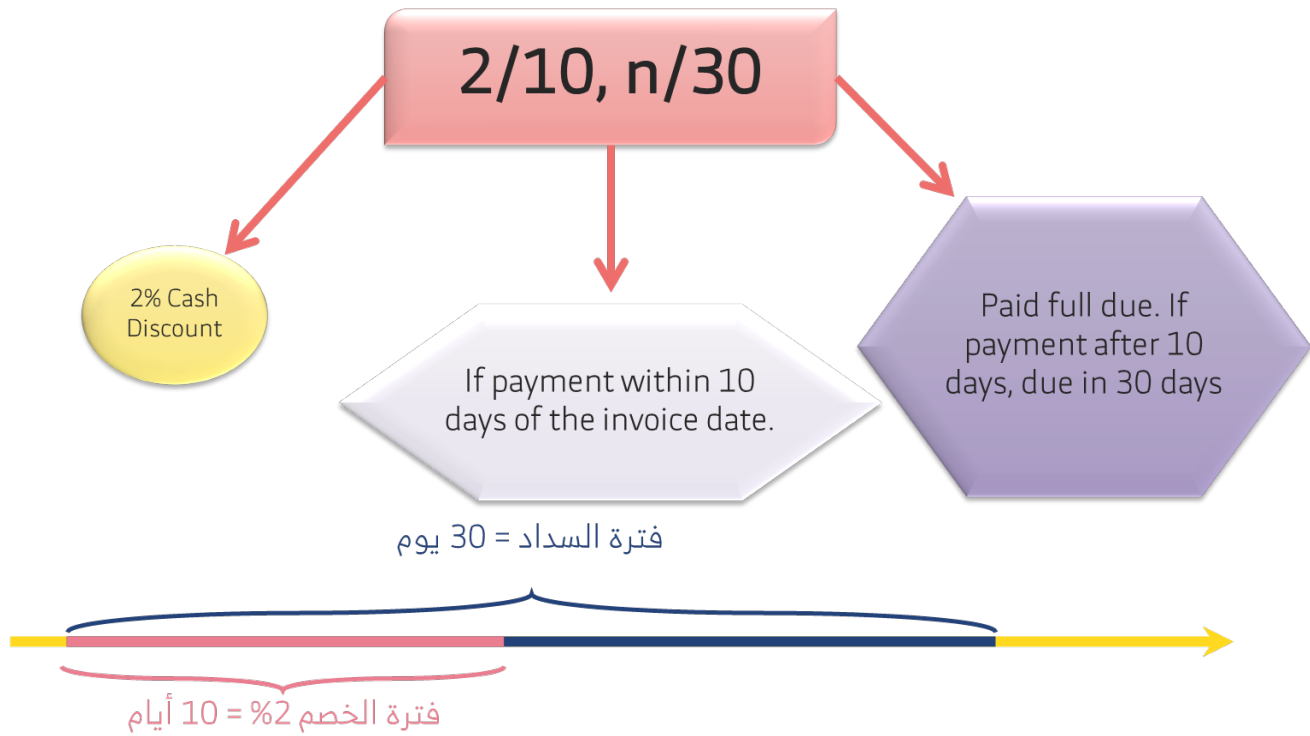 2/10, n/30
2% Cash
Discount
If payment within 10
days of the invoice date.
Paid full due. If
payment after 10
days, due in 30 days
فترة السداد = 30 يوم
فترة الخصم 2% = 10 أيام